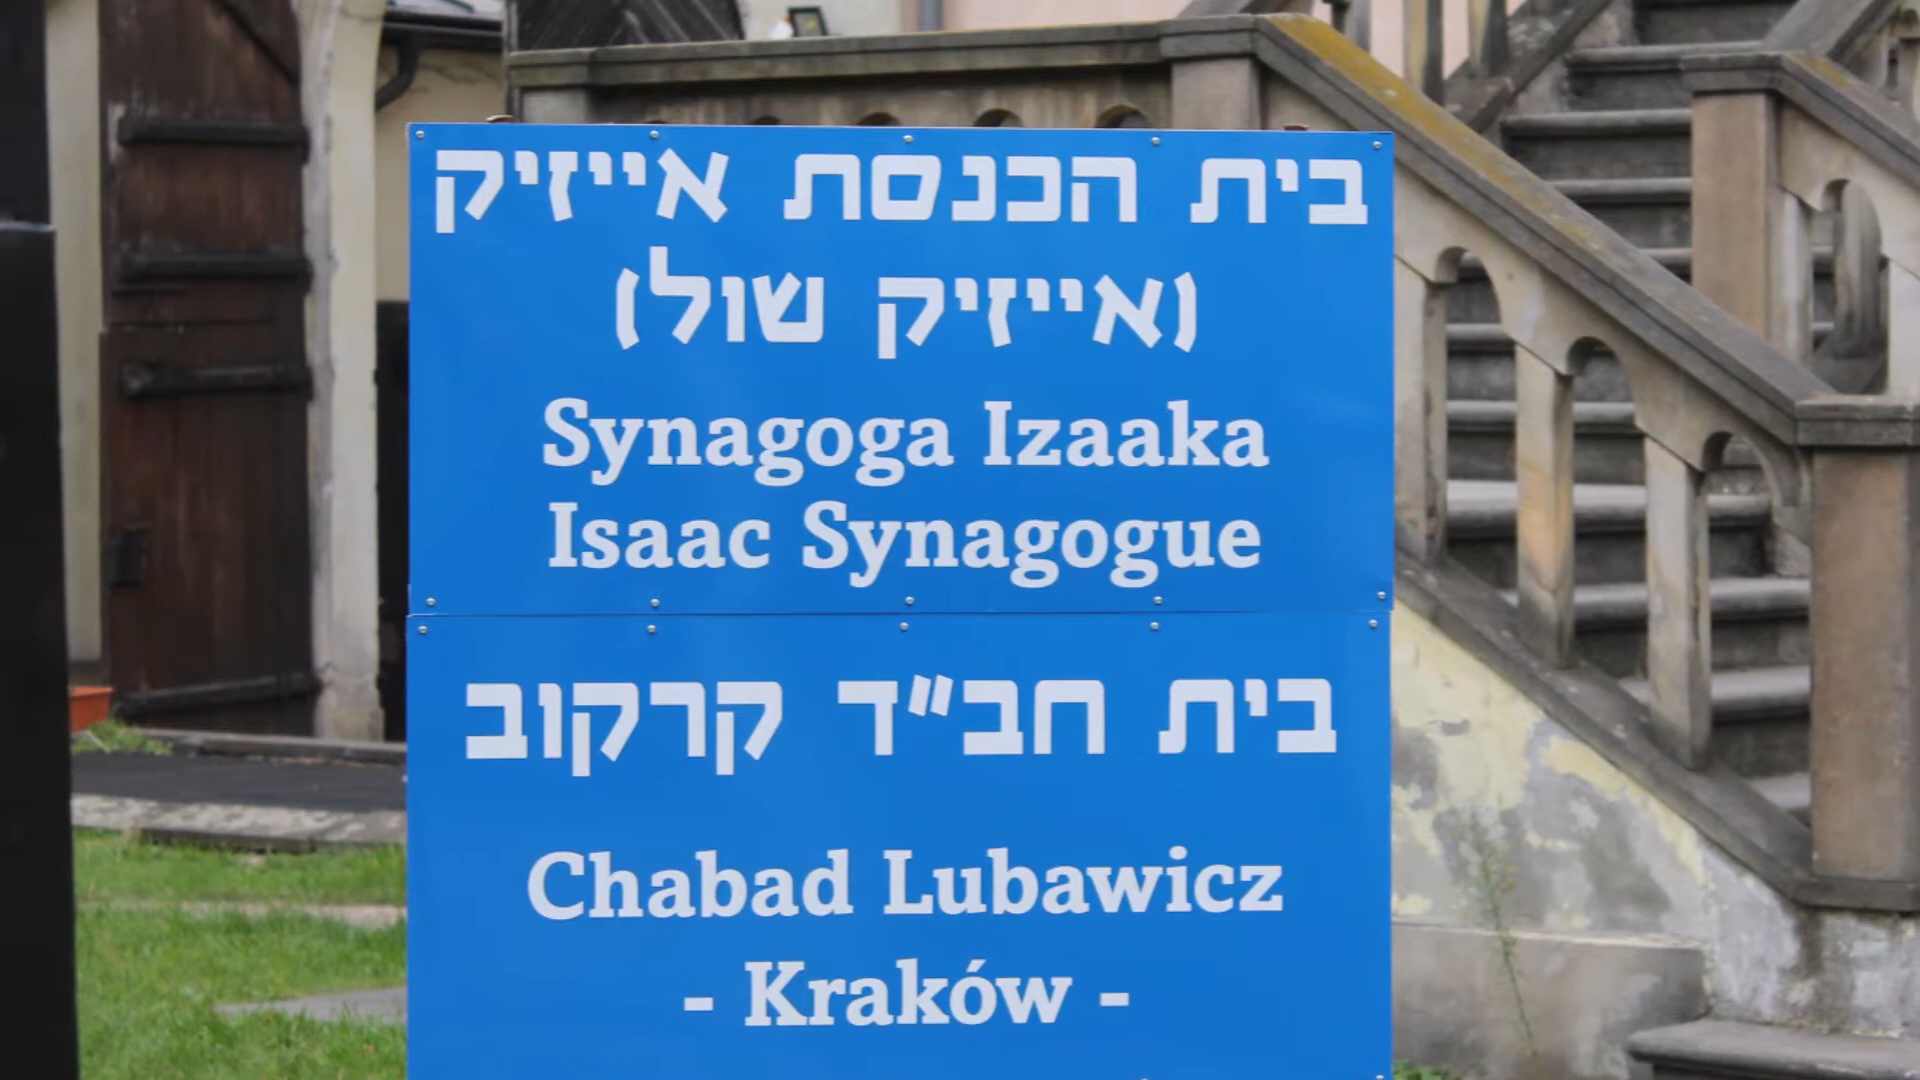 בית הכנסת אייזיק
(אייזיק שול)
Synagoga Izaaka
Isaac Synagogue
בית חב"ד קרקוב
Chabad Lubawicz
- Kraków -